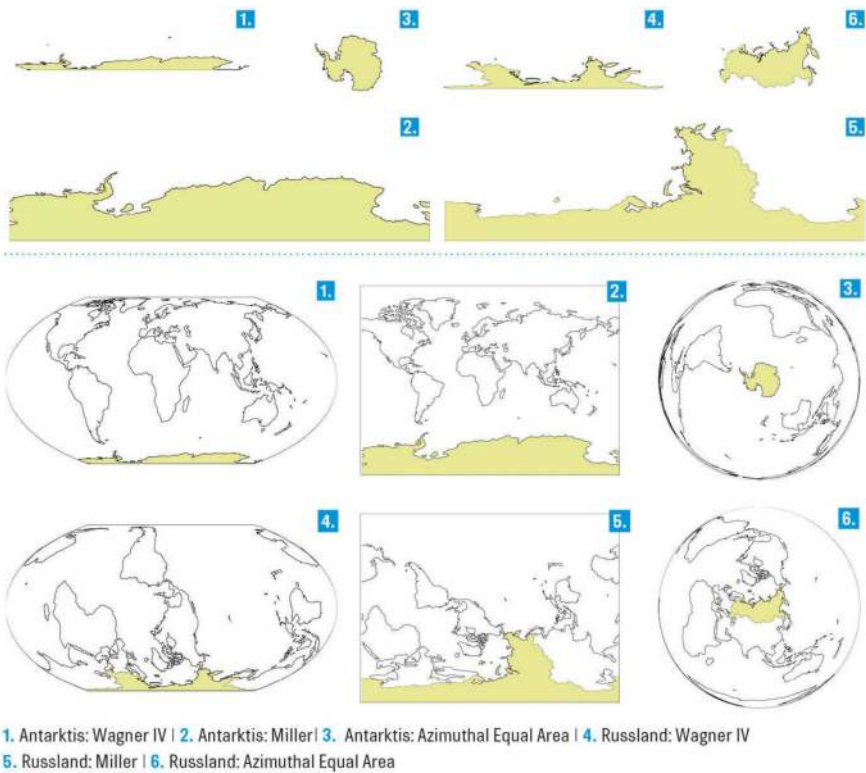 1. 3. 4. 6.
2. 5.
1. 2. 3.
4. 5. 6.
1. Antarktis: Wagner IV | 2. Antarktis: Miller| 3. Antarktis: Azimuthal Equal Area | 4. Russland: Wagner IV
5. Russland: Miller | 6. Russland: Azimuthal Equal Area